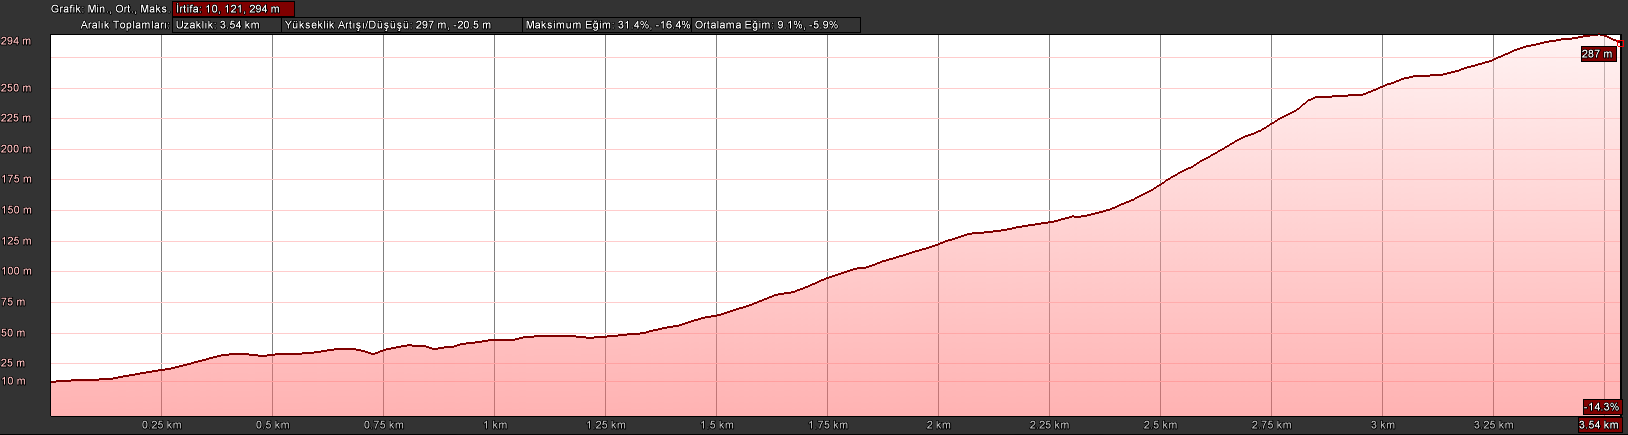 Grafik: Min., Ort., Maks. İrtifa: 10, 121, 294 m
Aralık Toplamları: Uzaklık: 3.54 km Yükseklik Artışı/Düşüşü: 297 m, -20.5 m Maksimum Eğim: 31.4%, -16.4% Ortalama Eğim: 9.1%, -5.9%
294 m
287 m
250 m
225 m
200 m
175 m
150 m
125 m
100 m
75 m
50 m
25 m
10 m
-14.3%
0.25 km 0.5 km 0.75 km 1 km 1.25 km 1.5 km 1.75 km 2 km 2.25 km 2.5 km 2.75 km 3 km 3.25 km 3.54 km